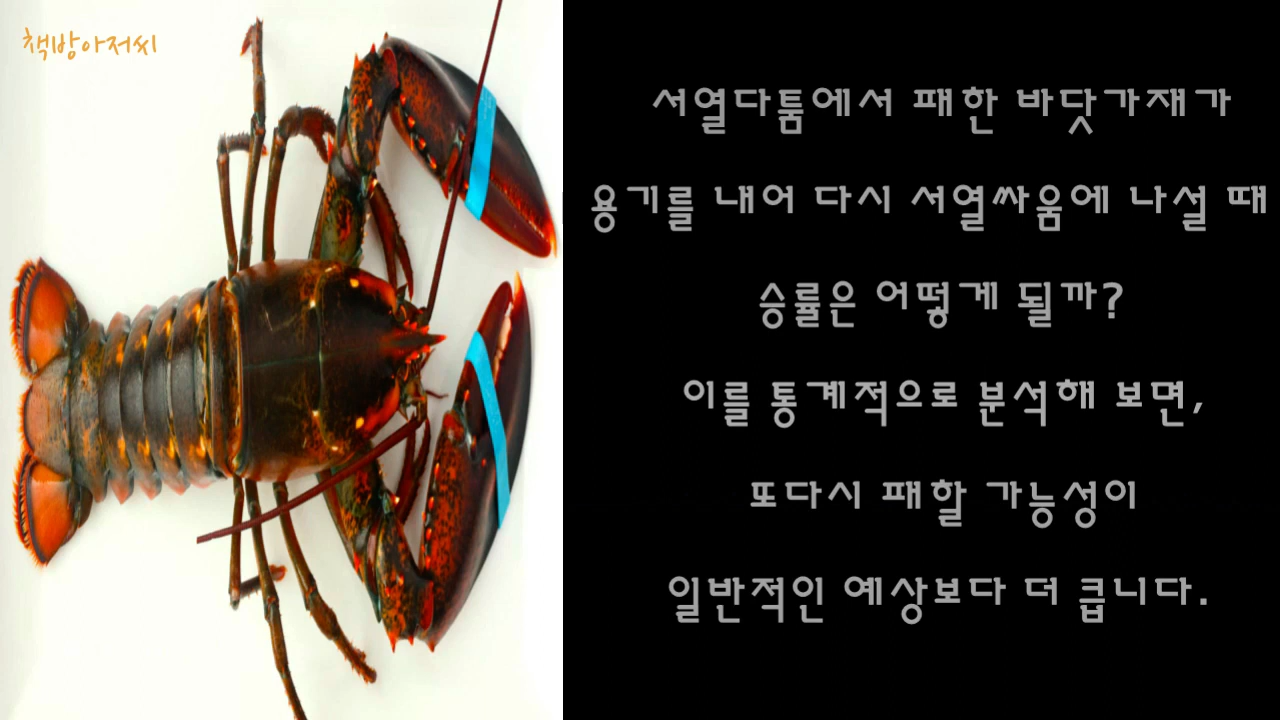 책방아저씨
서열다툼에서 패한 바닷가재가
용기를 내어 다시 서열싸움에 나설 때
승률은 어떻게 될까?
이를 통계적으로 분석해 보면,
또다시 패할 가능성이
일반적인 예상보다 더 큽니다.